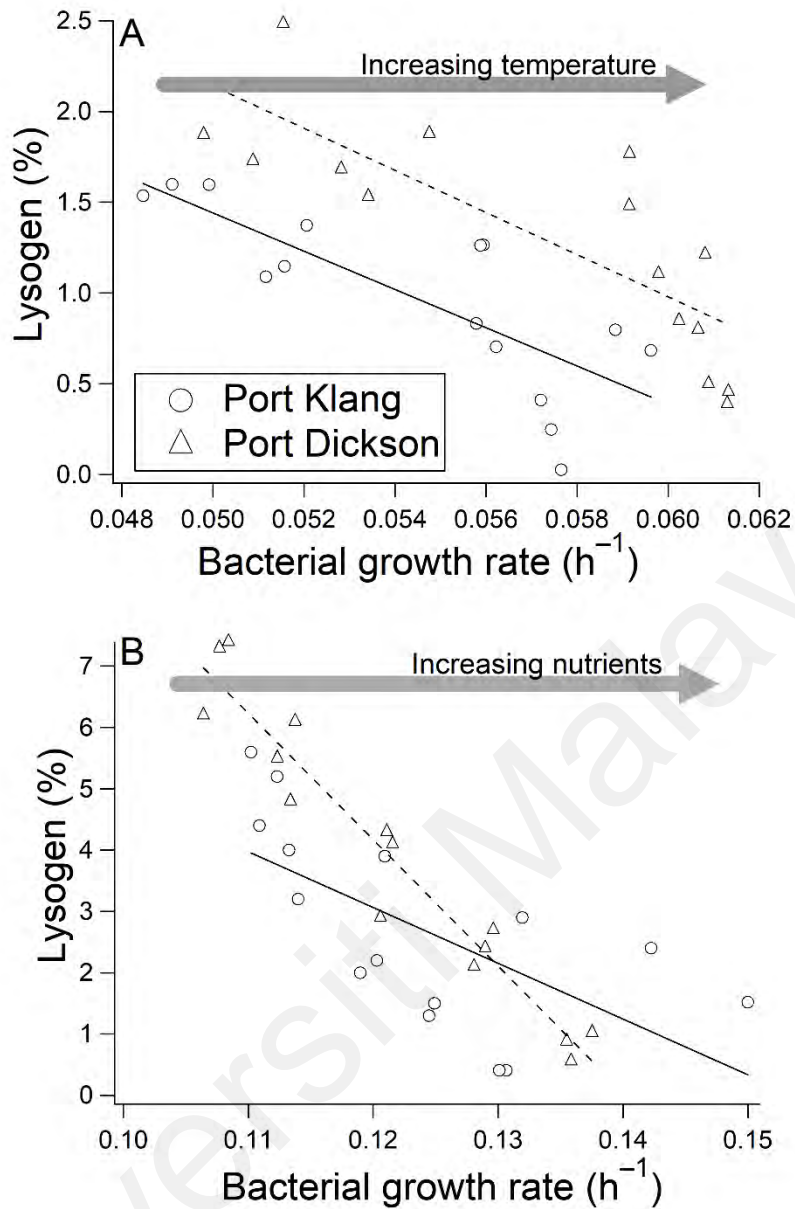 A
Increasing temperature
2.5
2.0
1.5
1.0
0.5
0.0
Lysogen (%)
Port Klang
Port Dickson
0.048 0.050 0.052 0.054 0.056 0.058 0.060 0.062
Bacterial growth rate (h⁻¹)
B
Increasing nutrients
7
6
5
4
3
2
1
0
Lysogen (%)
0.10 0.11 0.12 0.13 0.14 0.15
Bacterial growth rate (h⁻¹)
versiti Malay